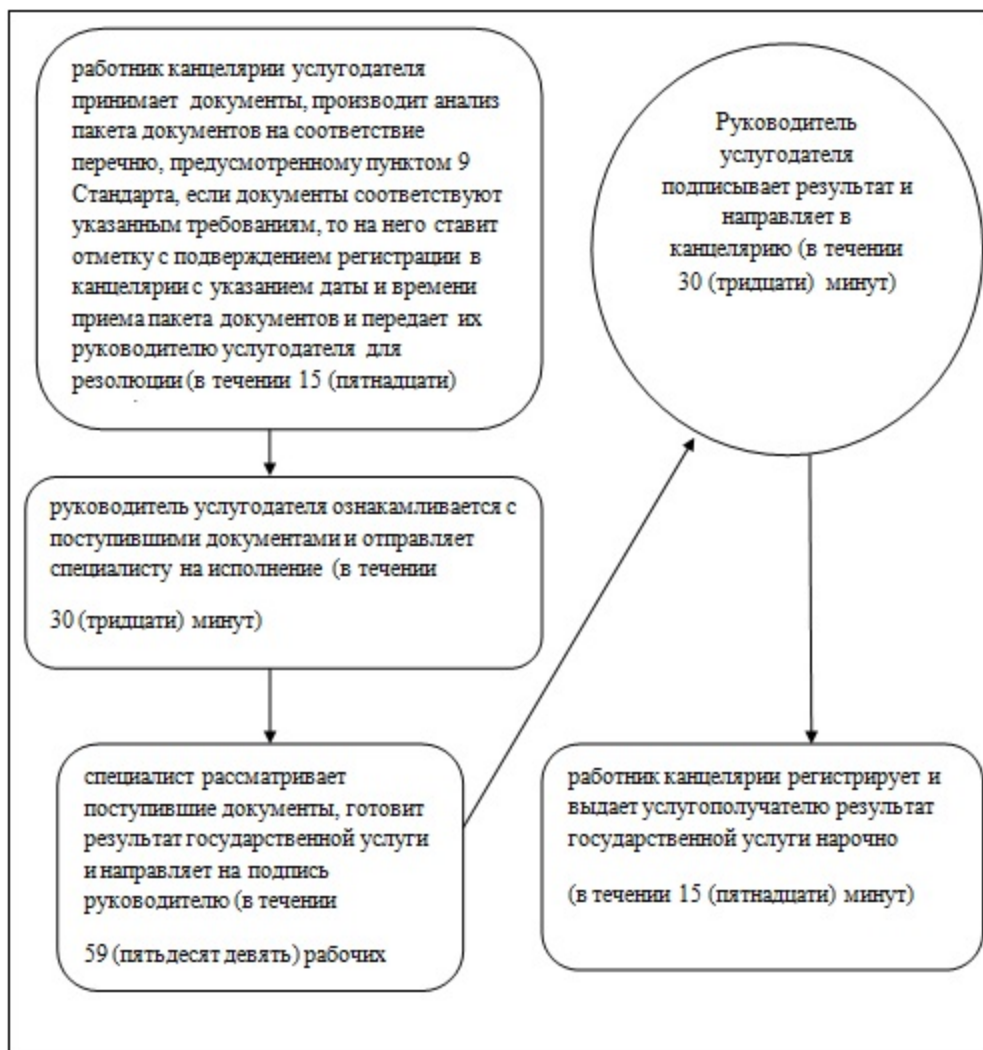 работник канцелярии услугодателя
принимает документы, производит анализ
пакета документов на соответствие
перечню, предусмотренному пунктом 9
Стандарта, если документы соответствуют
указанным требованиям, то на него ставит
отметку с подверждением регистрации в
канцелярии с указанием даты и времени
приема пакета документов и передает их
руководителю услугодателя для
резолюции (в течении 15 (пятнадцати)
руководитель услугодателя ознакамливается с
поступившими документами и отправляет
специалисту на исполнение (в течении
30 (тридцати) минут)
специалист рассматривает
поступившие документы, готовит
результат государственной услуги
и направляет на подпись
руководителю (в течении
59 (пятьдесят девять) рабочих
Руководитель
услугодателя
подписывает результат и
направляет в
канцелярию (в течении
30 (тридцати) минут)
работник канцелярии регистрирует и
выдает услугополучателю результат
государственной услуги нарочно
(в течении 15 (пятнадцати) минут)